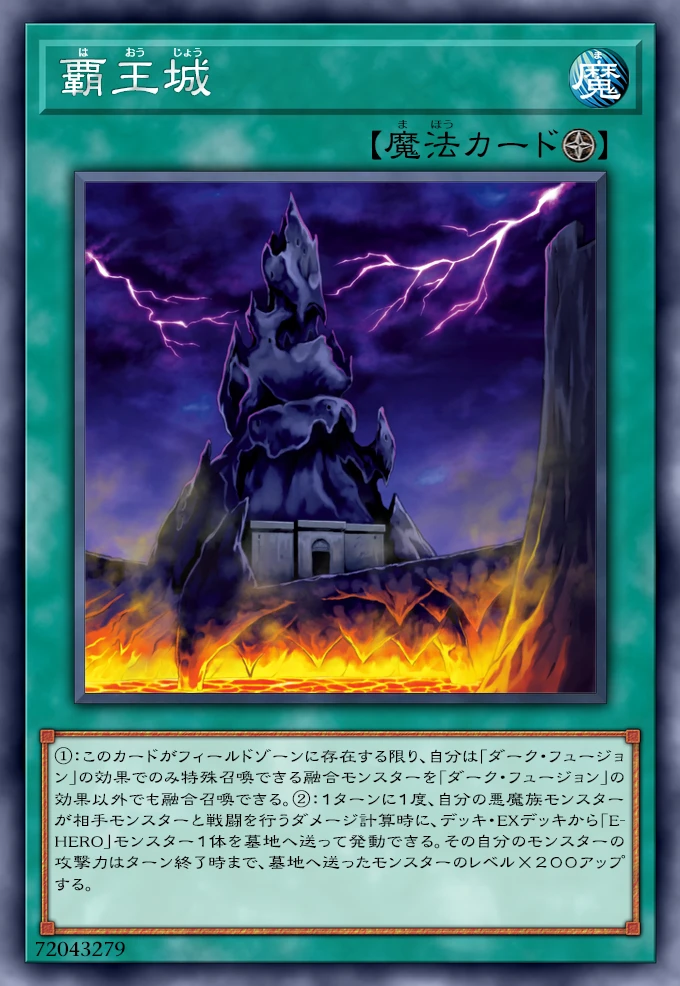 はおうじょう
覇王城
ま
魔
まほう
【魔法カード】
①:このカードがフィールドゾーンに存在する限り、自分は「ダーク・フュージョ
ン」の効果でのみ特殊召喚できる融合モンスターを「ダーク・フュージョン」の
効果以外でも融合召喚できる。②:1ターンに1度、自分の悪魔族モンスター
が相手モンスターと戦闘を行うダメージ計算時に、デッキ・EXデッキから「E-
HERO」モンスター1体を墓地へ送って発動できる。その自分のモンスターの
攻撃力はターン終了時まで、墓地へ送ったモンスターのレベル×200アップ
する。
72043279